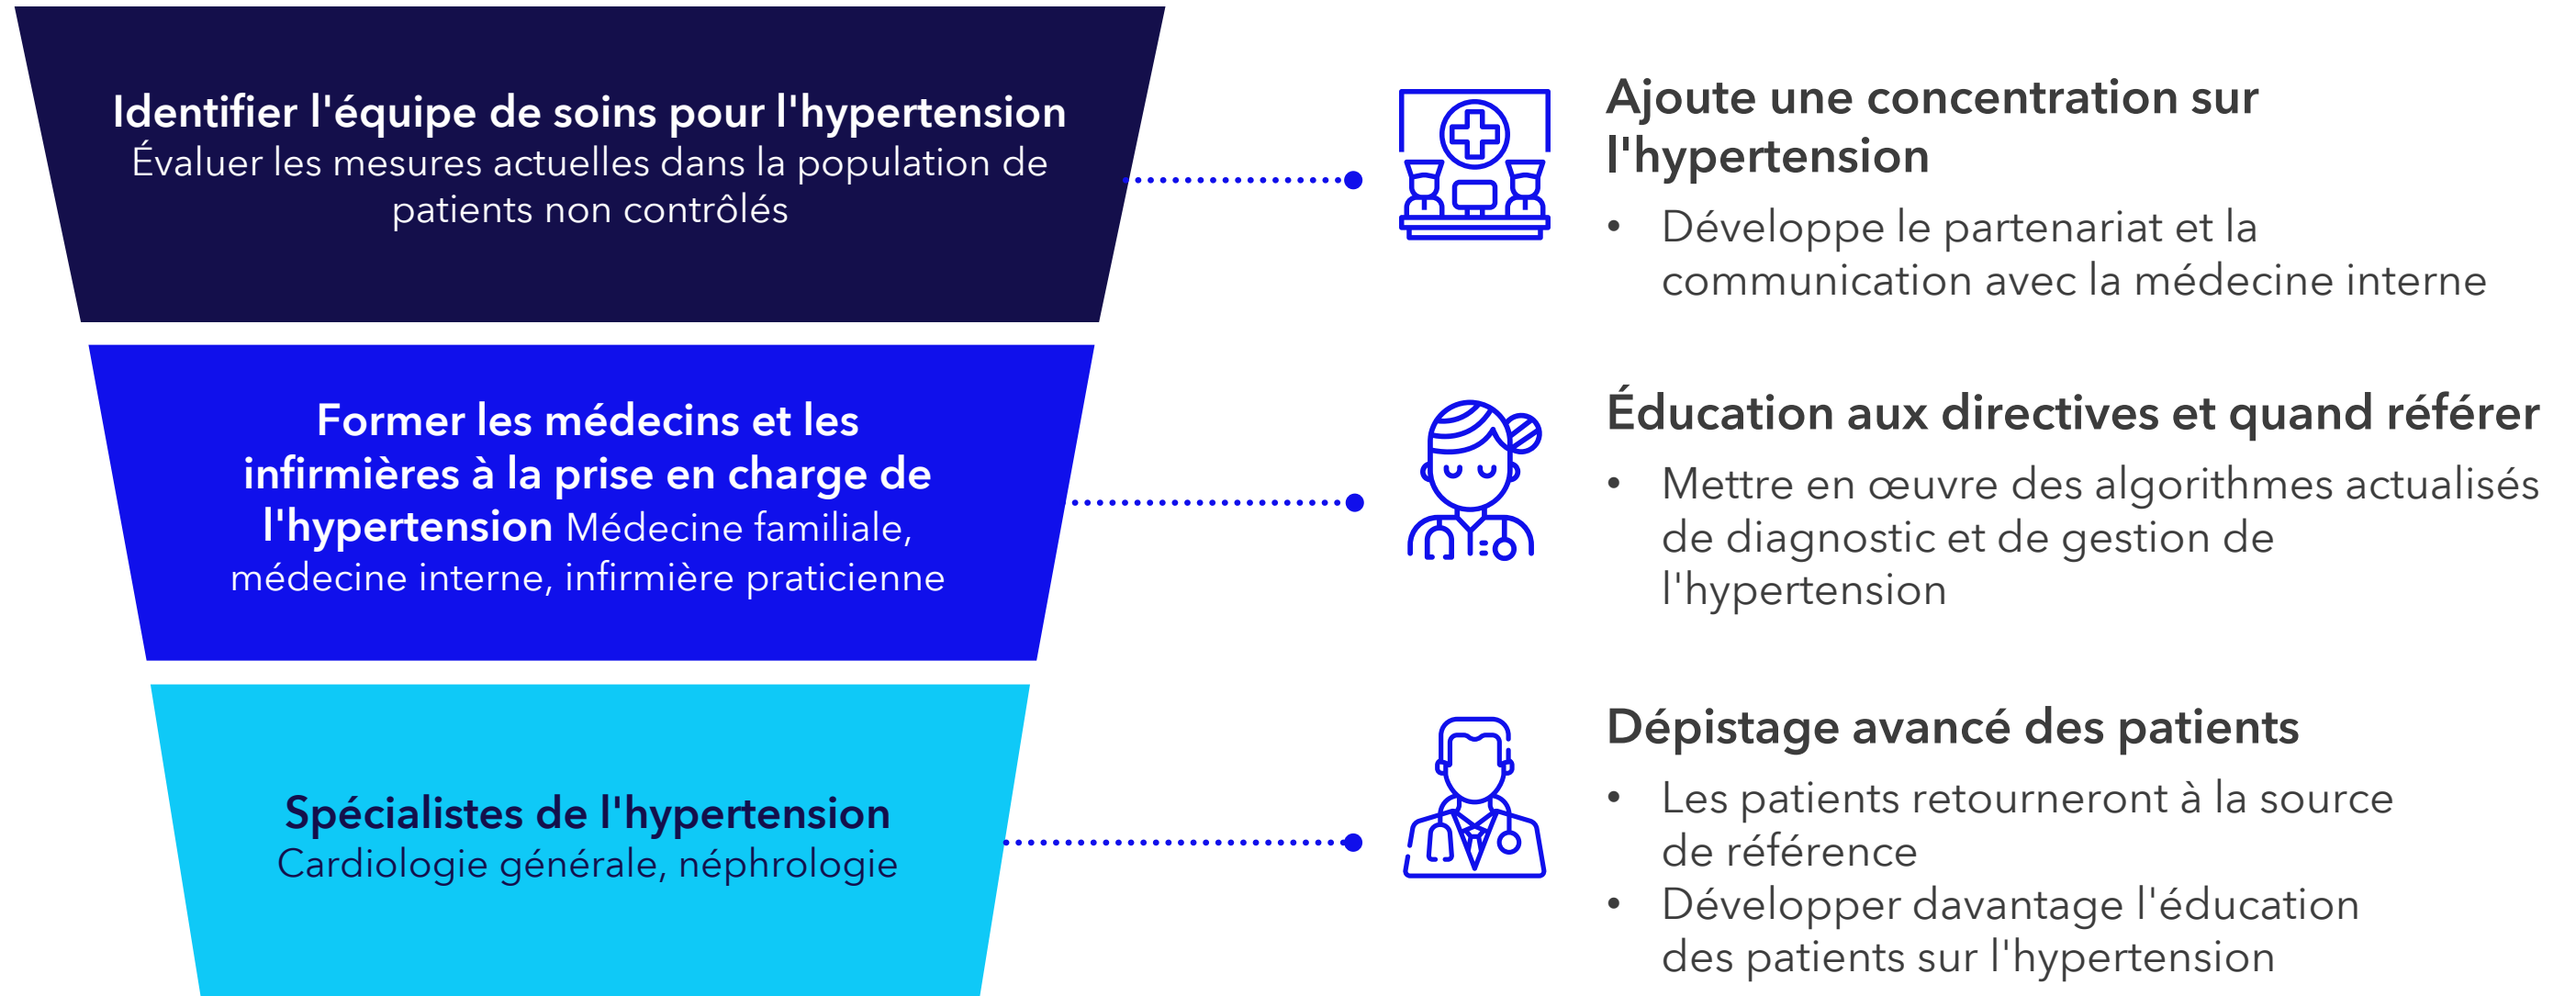 Identifier l'équipe de soins pour l'hypertension
Évaluer les mesures actuelles dans la population de
patients non contrôlés
Ajoute une concentration sur
l'hypertension
• Développe le partenariat et la
communication avec la médecine interne
Former les médecins et les
infirmières à la prise en charge de
l'hypertension Médecine familiale,
médecine interne, infirmière praticienne
Éducation aux directives et quand référer
• Mettre en œuvre des algorithmes actualisés
de diagnostic et de gestion de
l'hypertension
Spécialistes de l'hypertension
Cardiologie générale, néphrologie
Dépistage avancé des patients
• Les patients retourneront à la source
de référence
• Développer davantage l'éducation
des patients sur l'hypertension